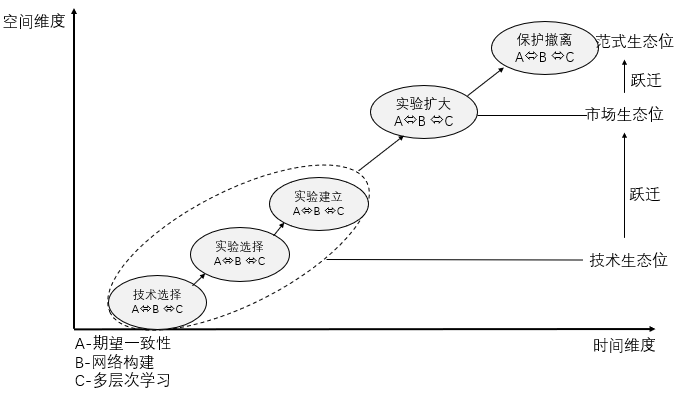 空间维度
保护撤离
A⇔B ⇔C
范式生态位
跃迁
实验扩大
A⇔B ⇔C
市场生态位
跃迁
实验建立
A⇔B ⇔C
实验选择
A⇔B ⇔C
技术生态位
技术选择
A⇔B ⇔C
时间维度
A-期望一致性
B-网络构建
C-多层次学习